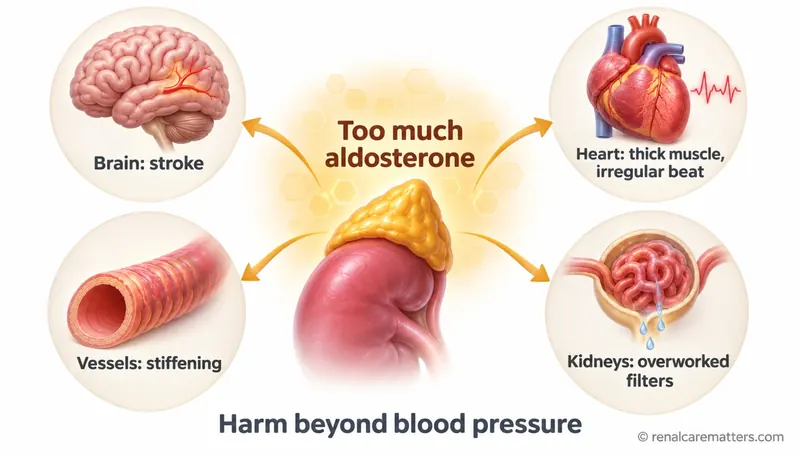 Too much
aldosterone
Brain: stroke
Heart: thick muscle,
irregular beat
Vessels: stiffening
Kidneys: overworked
filters
Harm beyond blood pressure
© renalcarematters.com